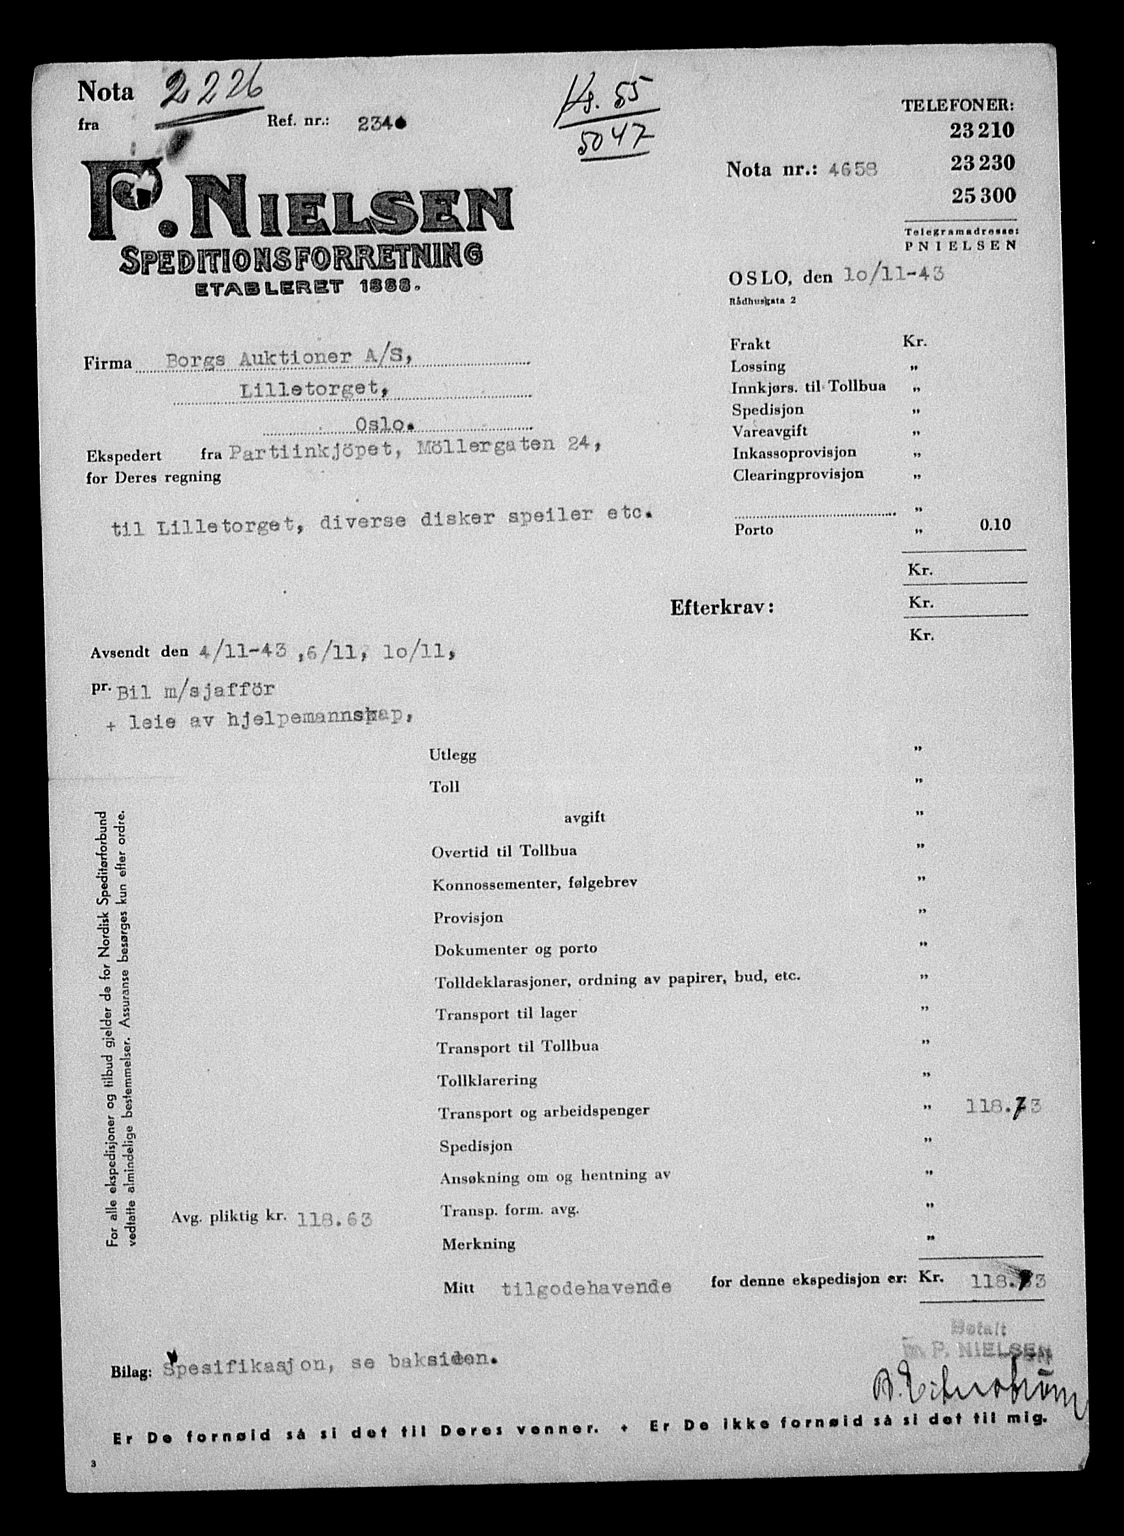 Nota 2226
fra
Ref. nr.: 234
55
5047
P. NIELSEN
SPEDITIONSFORRETNING
ETABLERET 1888.
TELEFONER:
23 210
23 230
25 300
Nota nr.: 4658
Telegramadresse:
PNIELSEN
OSLO, den 10/11-43
Rådhusgata 2
Firma Borgs Auktioner A/S,
Lilletorget,
Oslo.
Ekspedert fra Partiinkjöpet, Möllergaten 24,
for Deres regning
til Lilletorget, diverse disker speiler etc.
Frakt Kr.
Lossing „
Innkjørs. til Tollbua „
Spedisjon „
Vareavgift „
Inkassoprovisjon „
Clearingprovisjon „
„
Porto „ 0.10
Kr.
Efterkrav: Kr.
Kr.
Avsendt den 4/11-43 ,6/11, 10/11,
pr. Bil m/sjafför
+ leie av hjelpemannskap,
Utlegg „
Toll „
avgift „
Overtid til Tollbua „
Konnossementer, følgebrev „
Provisjon „
Dokumenter og porto „
Tolldeklarasjoner, ordning av papirer, bud, etc. „
Transport til lager „
Transport til Tollbua „
Tollklarering „
Transport og arbeidspenger „ 118.73
Spedisjon „
Ansøkning om og hentning av „
Avg. pliktig kr. 118.63
Transp. form. avg. „
Merkning „
Mitt tilgodehavende for denne ekspedisjon er: Kr. 118.73
Betalt
P. NIELSEN
Bilag: Spesifikasjon, se baksiden.
Er De fornøid så si det til Deres venner. + Er De ikke fornøid så si det til mig.
3
For alle ekspedisjoner og tilbud gjelder de for Nordisk Speditørforbund
vedtatte almindelige bestemmelser. Assuranse besørges kun efter ordre.